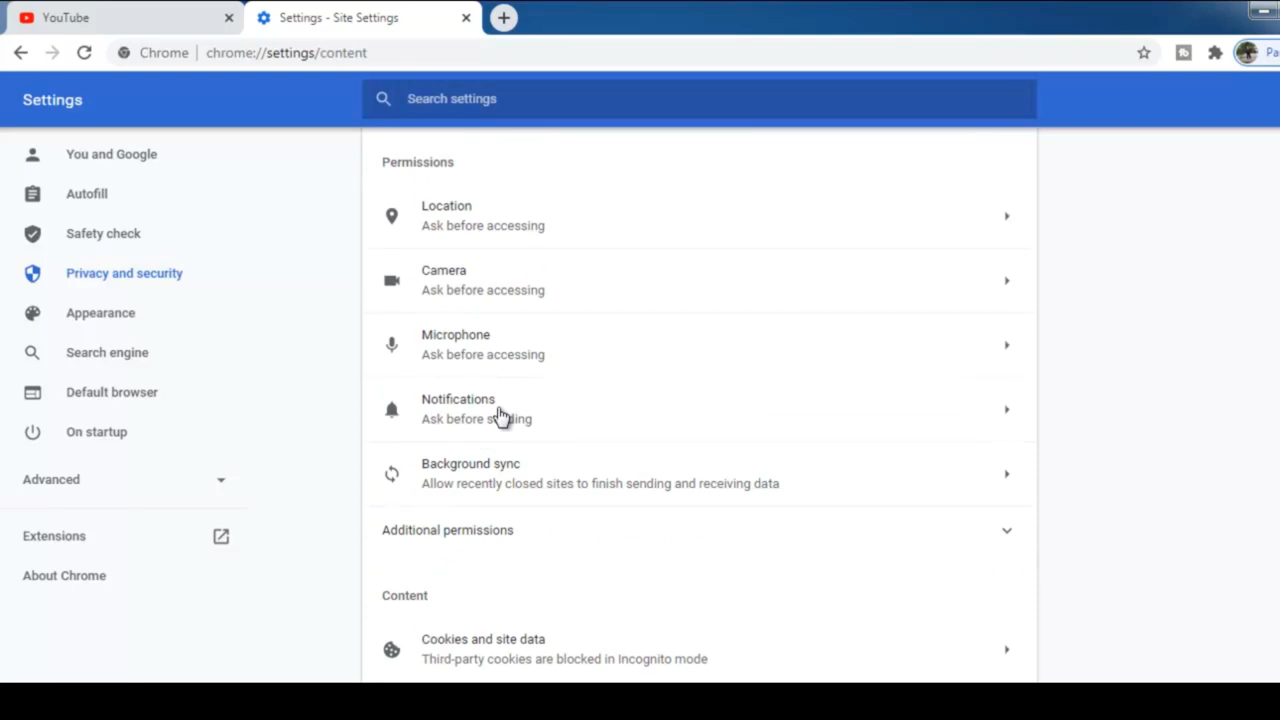 YouTube
Settings - Site Settings
Chrome | chrome://settings/content
Settings
Search settings
You and Google
Autofill
Safety check
Privacy and security
Appearance
Search engine
Default browser
On startup
Advanced
Extensions
About Chrome
Permissions
Location
Ask before accessing
Camera
Ask before accessing
Microphone
Ask before accessing
Notifications
Ask before
Background sync
Allow recently closed sites to finish sending and receiving data
Additional permissions
Content
Cookies and site data
Third-party cookies are blocked in Incognito mode